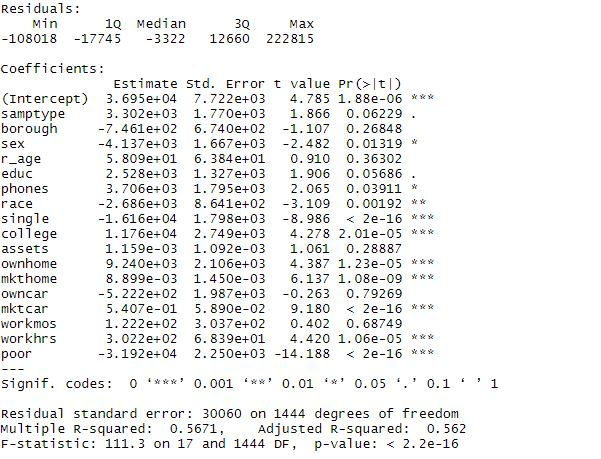 Residuals:
    Min      1Q  Median      3Q     Max
-108018  -17745   -3322   12660  222815
Coefficients:
              Estimate Std. Error t value Pr(>|t|)
(Intercept)  3.695e+04  7.722e+03   4.785 1.88e-06 ***
samptype     3.302e+03  1.770e+03   1.866  0.06229 .
borough     -7.461e+02  6.740e+02  -1.107  0.26848
sex         -4.137e+03  1.667e+03  -2.482  0.01319 *
r_age        5.809e+01  6.384e+01   0.910  0.36302
educ         2.528e+03  1.327e+03   1.906  0.05686 .
phones       3.706e+03  1.795e+03   2.065  0.03911 *
race        -2.686e+03  8.641e+02  -3.109  0.00192 **
single      -1.616e+04  1.798e+03  -8.986  < 2e-16 ***
college      1.176e+04  2.749e+03   4.278 2.01e-05 ***
assets       1.159e-03  1.092e-03   1.061  0.28887
ownhome      9.240e+03  2.106e+03   4.387 1.23e-05 ***
mkthome      8.899e-03  1.450e-03   6.137 1.08e-09 ***
owncar      -5.222e+02  1.987e+03  -0.263  0.79269
mktcar       5.407e-01  5.890e-02   9.180  < 2e-16 ***
workmos      1.222e+02  3.037e+02   0.402  0.68749
workhrs      3.022e+02  6.839e+01   4.420 1.06e-05 ***
poor        -3.192e+04  2.250e+03 -14.188  < 2e-16 ***
---
Signif. codes:  0 ‘***’ 0.001 ‘**’ 0.01 ‘*’ 0.05 ‘.’ 0.1 ‘ ’ 1
Residual standard error: 30060 on 1444 degrees of freedom
Multiple R-squared:  0.5671,    Adjusted R-squared:  0.562
F-statistic: 111.3 on 17 and 1444 DF,  p-value: < 2.2e-16